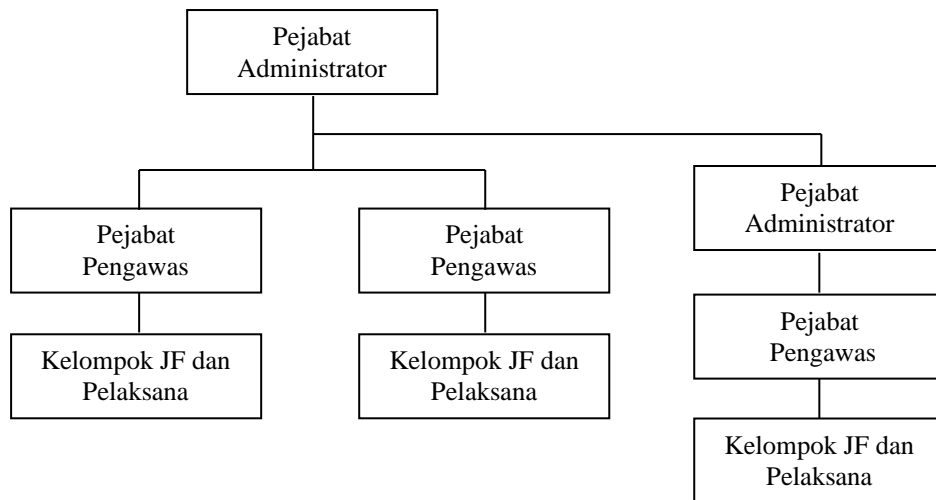 Pejabat
Administrator
Pejabat
Pengawas
Pejabat
Pengawas
Pejabat
Administrator
Kelompok JF dan
Pelaksana
Kelompok JF dan
Pelaksana
Pejabat
Pengawas
Kelompok JF dan
Pelaksana